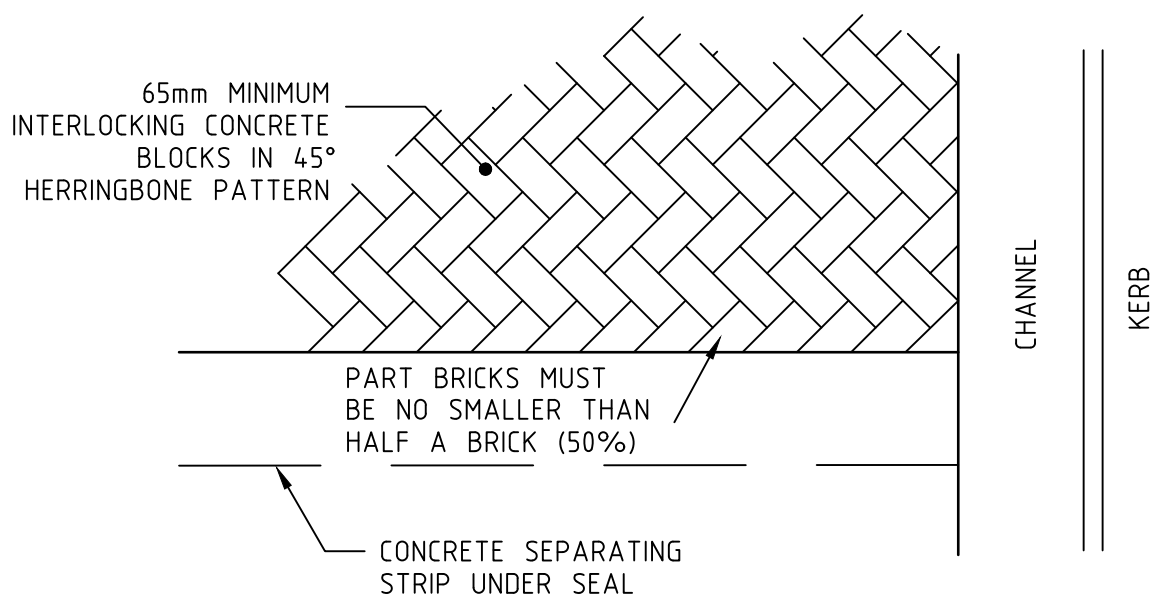 65mm MINIMUM
INTERLOCKING CONCRETE
BLOCKS IN 45°
HERRINGBONE PATTERN
CHANNEL
KERB
PART BRICKS MUST
BE NO SMALLER THAN
HALF A BRICK (50%)
CONCRETE SEPARATING
STRIP UNDER SEAL